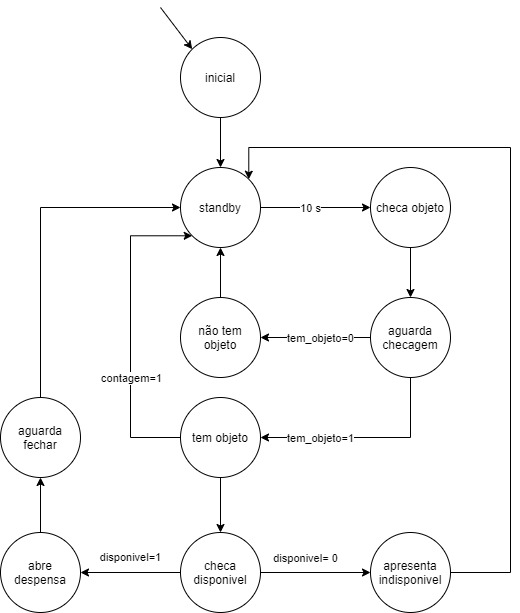 inicial
standby
10 s
checa objeto
não tem
objeto
tem_objeto=0
aguarda
checagem
contagem=1
aguarda
fechar
tem objeto
tem_objeto=1
abre
despensa
disponivel=1
checa
disponivel
disponivel= 0
apresenta
indisponivel